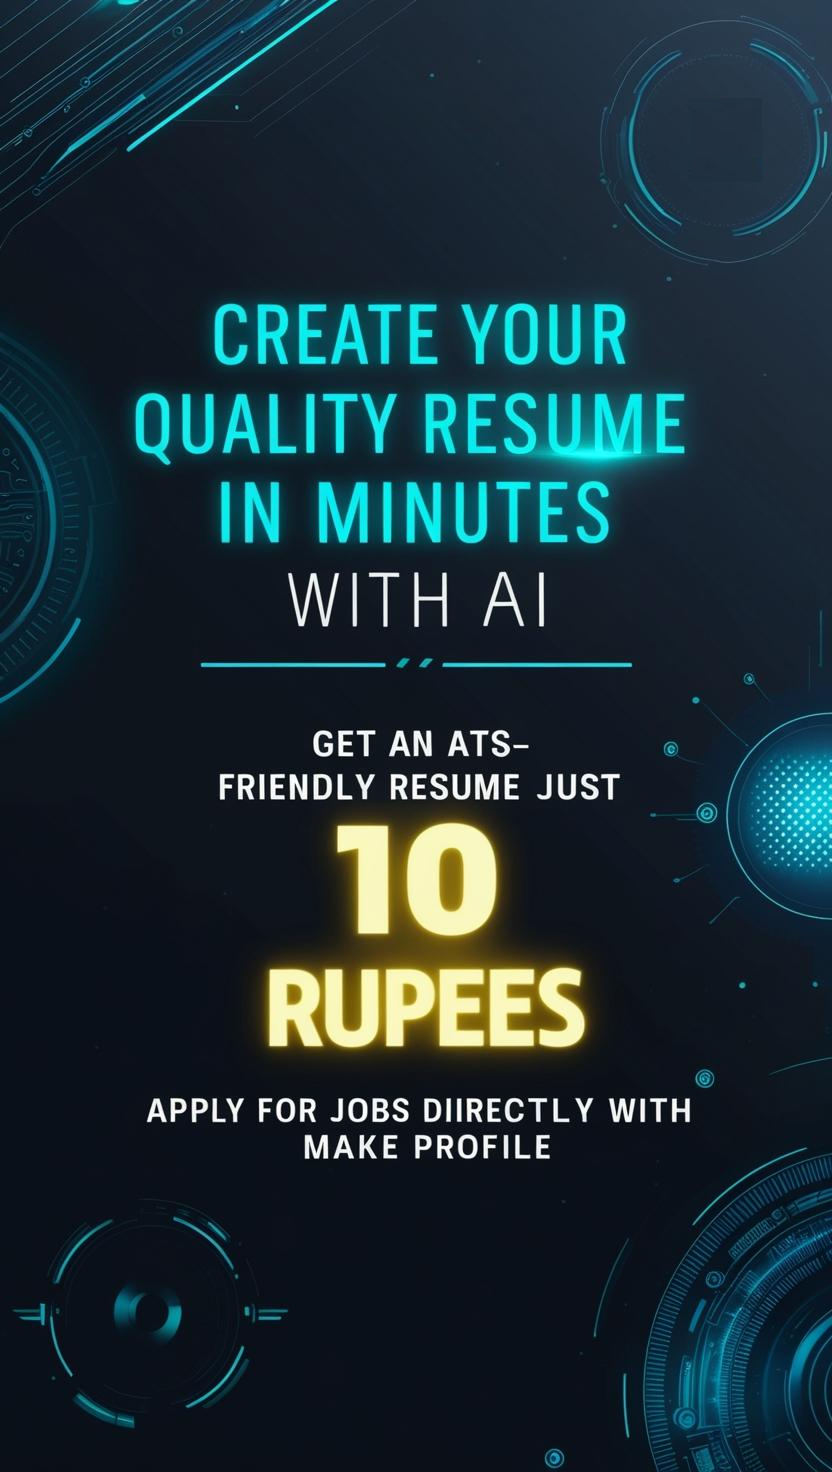 CREATE YOUR
QUALITY RESUME
IN MINUTES
WITH AI
GET AN ATS–
FRIENDLY RESUME JUST
10
RUPEES
APPLY FOR JOBS DIIRECTLY WITH
MAKE PROFILE